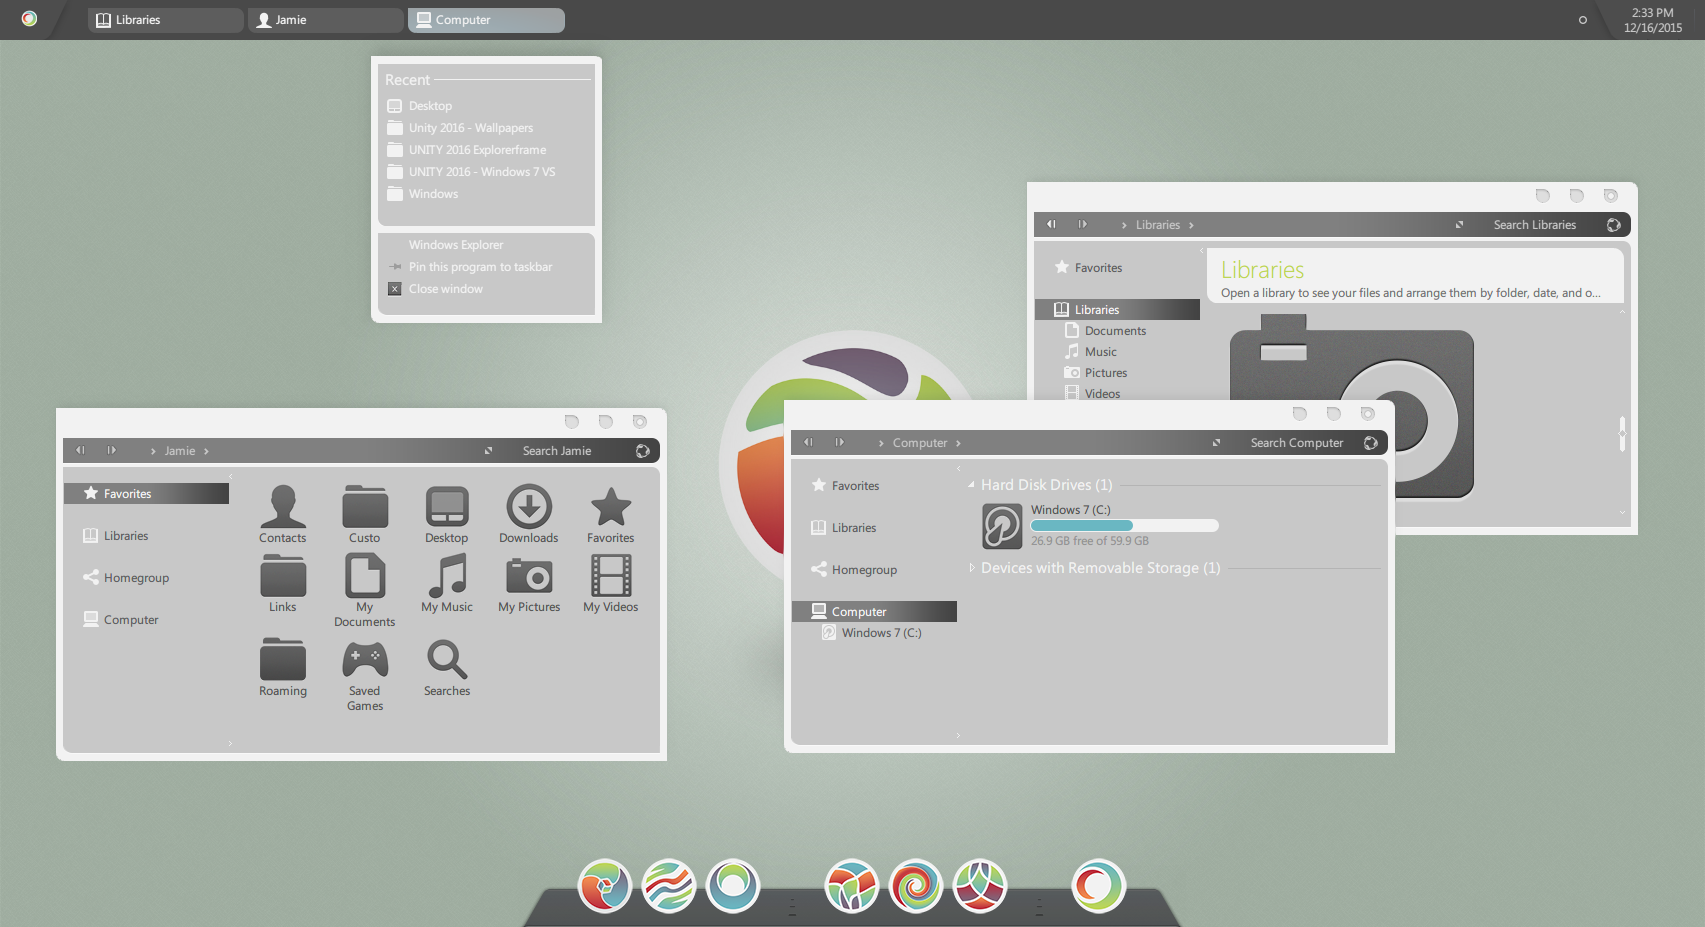 Libraries
Jamie
Computer
2:33 PM
12/16/2015
Recent
Desktop
Unity 2016 - Wallpapers
UNITY 2016 Explorerframe
UNITY 2016 - Windows 7 VS
Windows
Windows Explorer
Pin this program to taskbar
Close window
Libraries
Search Libraries
Favorites
Libraries
Documents
Music
Pictures
Videos
Libraries
Open a library to see your files and arrange them by folder, date, and o...
Jamie
Search Jamie
Favorites
Libraries
Homegroup
Computer
Contacts
Custo
Desktop
Downloads
Favorites
Links
My
Documents
My Music
My Pictures
My Videos
Roaming
Saved
Games
Searches
Computer
Search Computer
Favorites
Libraries
Homegroup
Computer
Windows 7 (C:)
Hard Disk Drives (1)
Windows 7 (C:)
26.9 GB free of 59.9 GB
Devices with Removable Storage (1)